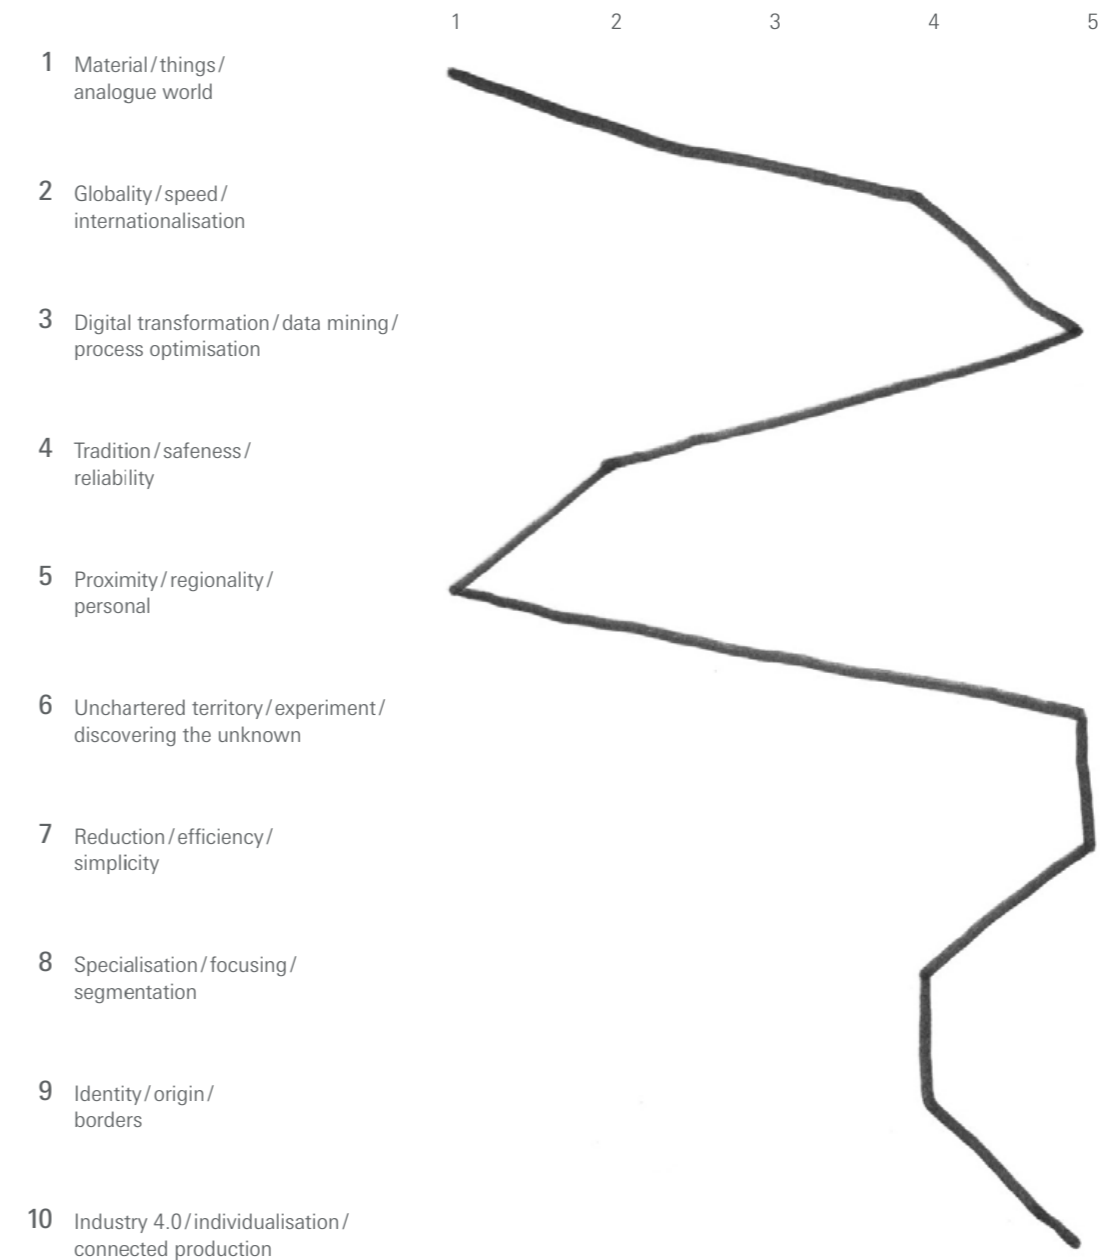 1 2 3 4 5
1 Material/things/
analogue world
2 Globality/speed/
internationalisation
3 Digital transformation/data mining/
process optimisation
4 Tradition/safeness/
reliability
5 Proximity/regionality/
personal
6 Unchartered territory/experiment/
discovering the unknown
7 Reduction/efficiency/
simplicity
8 Specialisation/focusing/
segmentation
9 Identity/origin/
borders
10 Industry 4.0/individualisation/
connected production